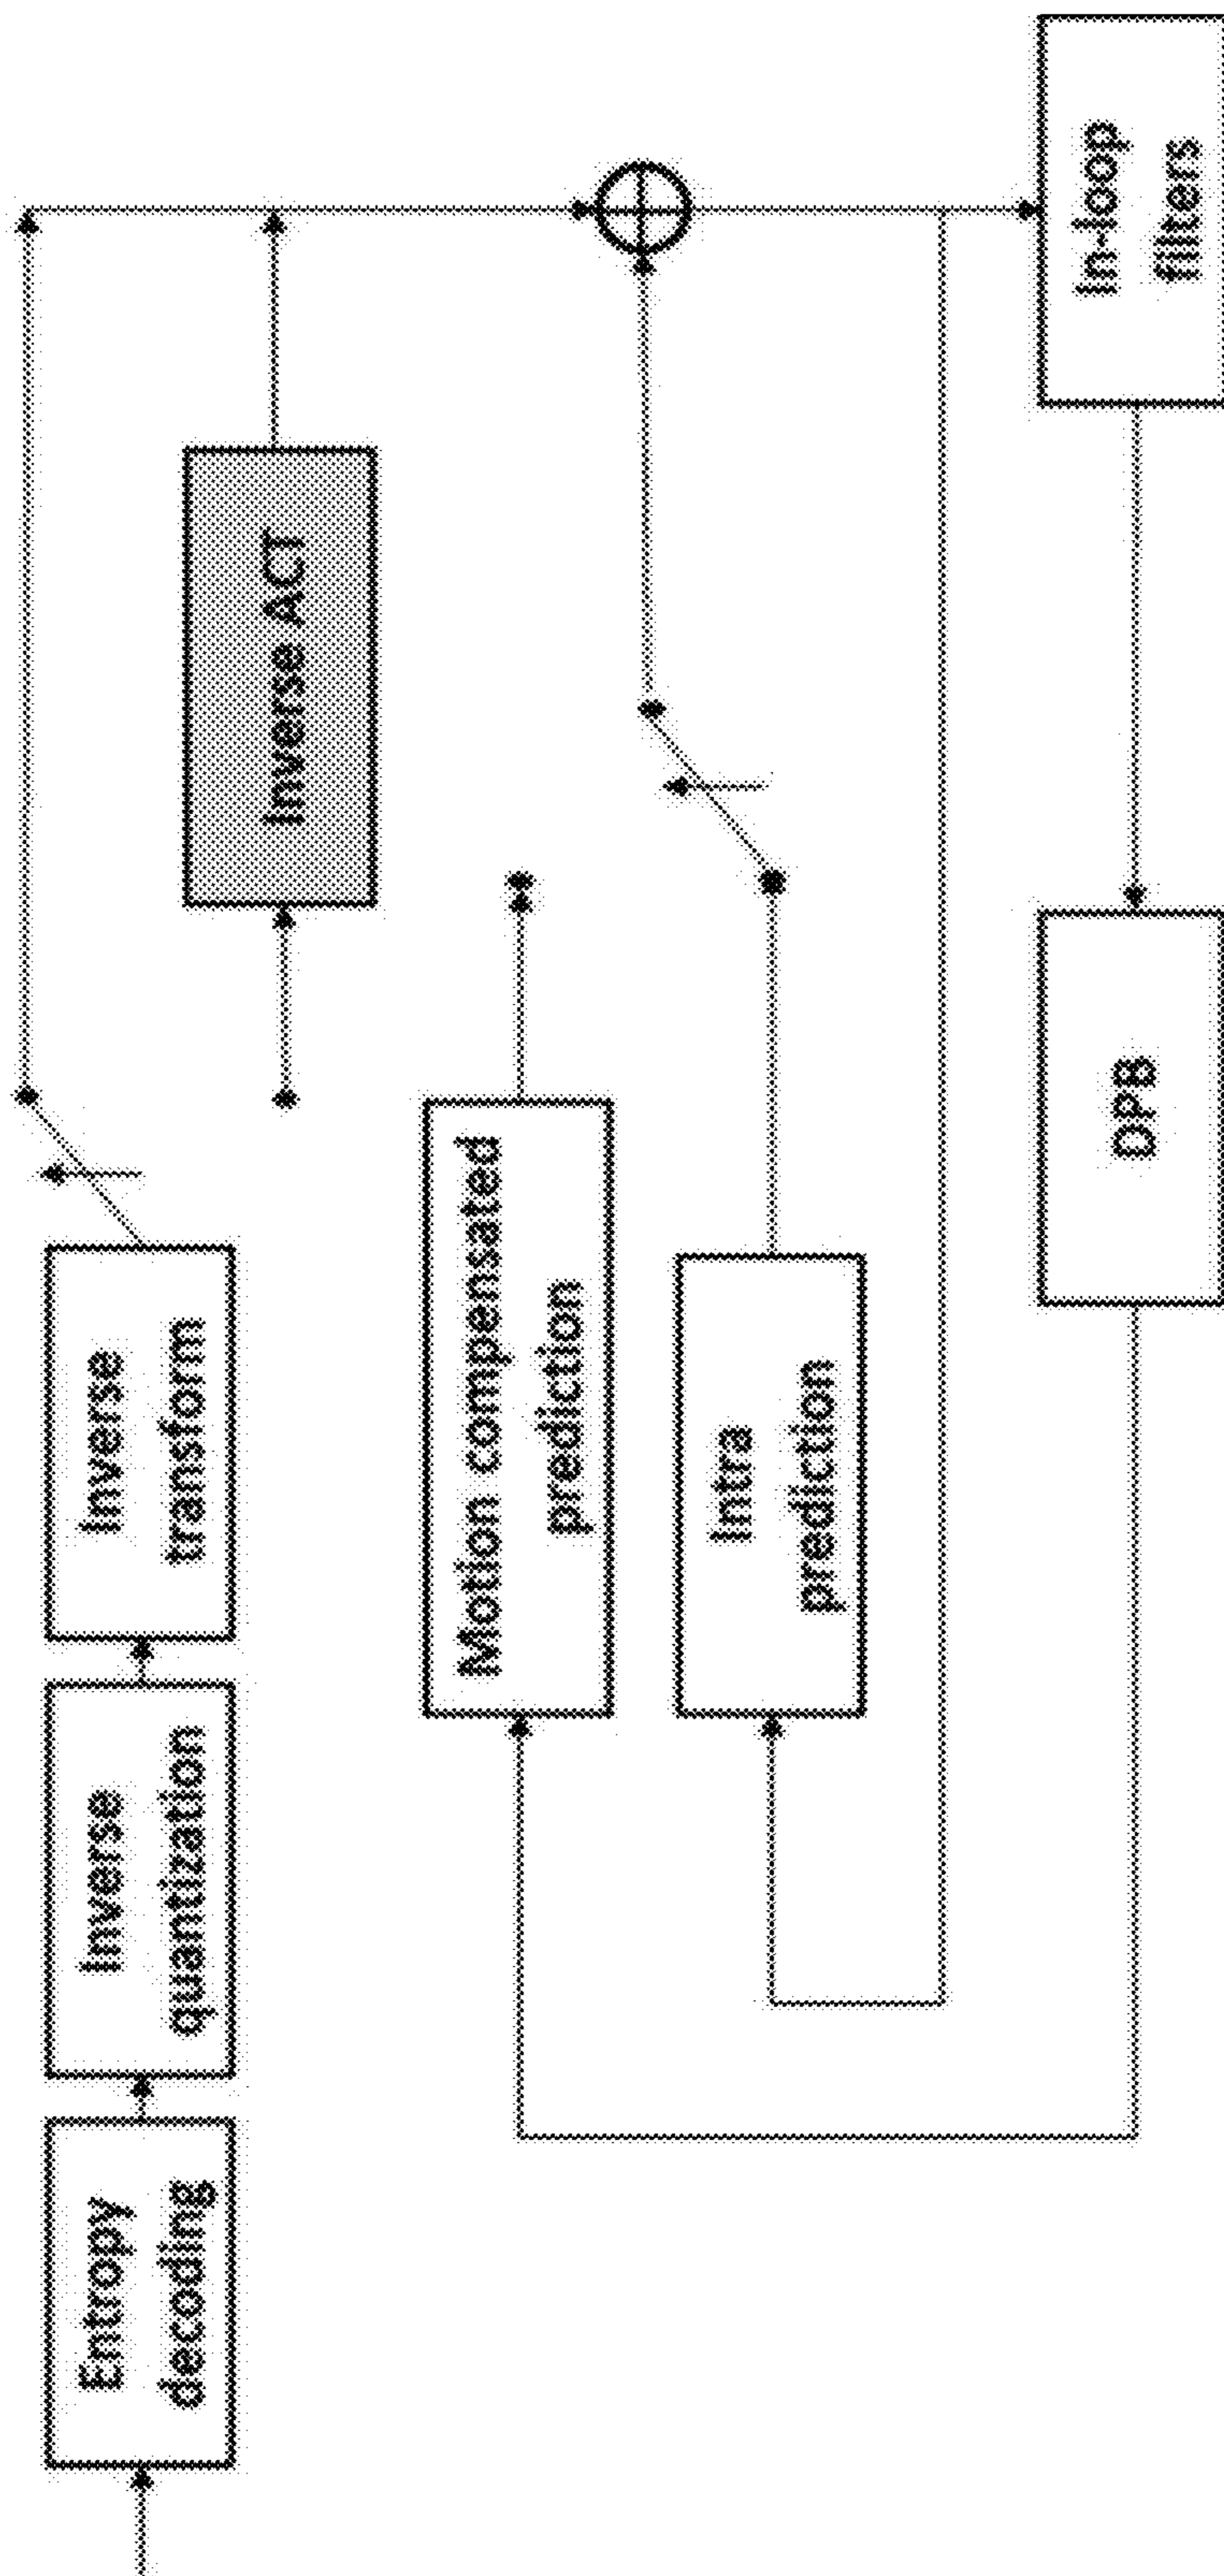 Entropy
decoding
Inverse
quantization
Inverse
transform
Inverse ACT
Motion compensated
prediction
Intra
prediction
DPB
In-loop
filters